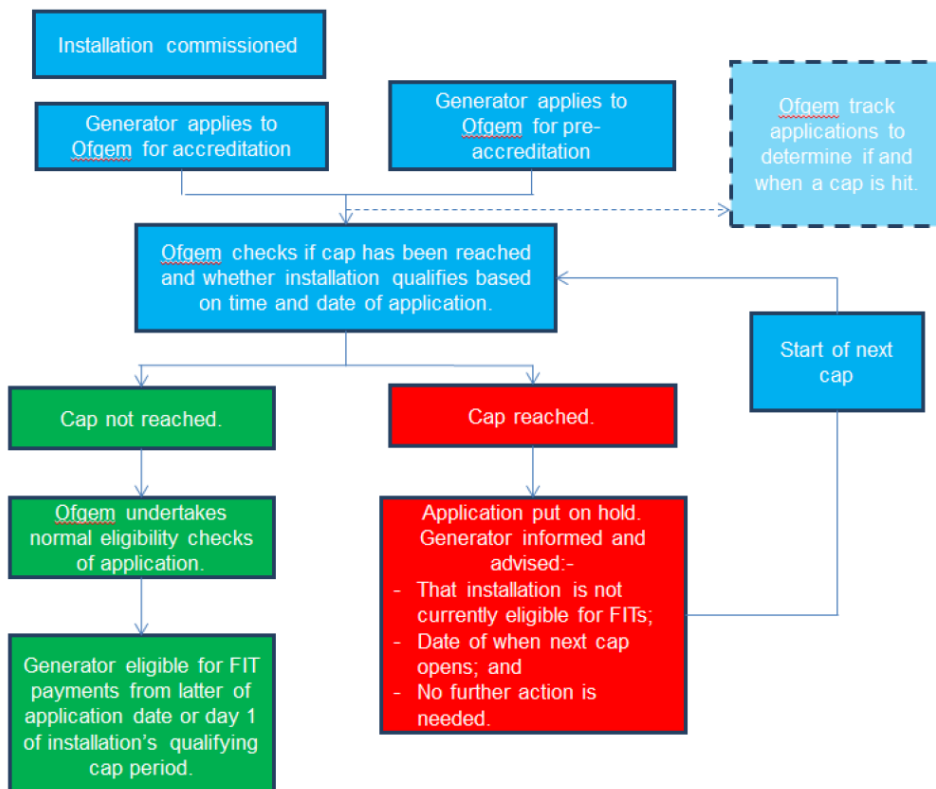 Installation commissioned
Generator applies to
Ofgem for accreditation
Generator applies to
Ofgem for pre-
accreditation
Ofgem track
applications to
determine if and
when a cap is hit.
Ofgem checks if cap has been reached
and whether installation qualifies based
on time and date of application.
Start of next
cap
Cap not reached.
Cap reached.
Ofgem undertakes
normal eligibility checks
of application.
Application put on hold.
Generator informed and
advised:-
- That installation is not
currently eligible for FITs;
- Date of when next cap
opens; and
- No further action is
needed.
Generator eligible for FIT
payments from latter of
application date or day 1
of installation's qualifying
cap period.